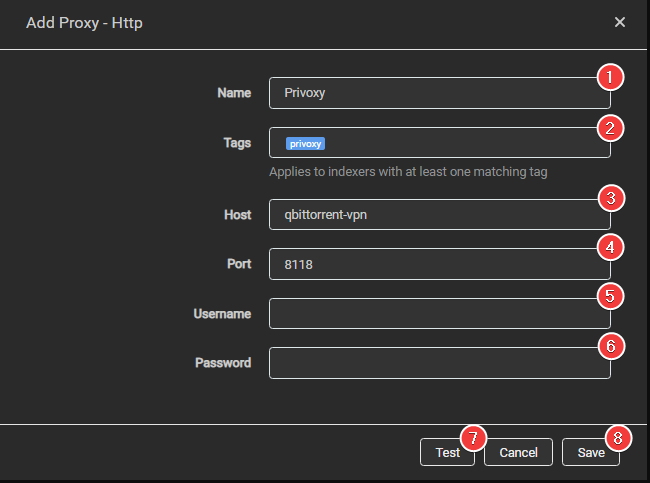 Add Proxy - Http ×
Name Privoxy 1
Tags privoxy 2
Applies to indexers with at least one matching tag
Host qbittorrent-vpn 3
Port 8118 4
Username 5
Password 6
Test 7 Cancel Save 8